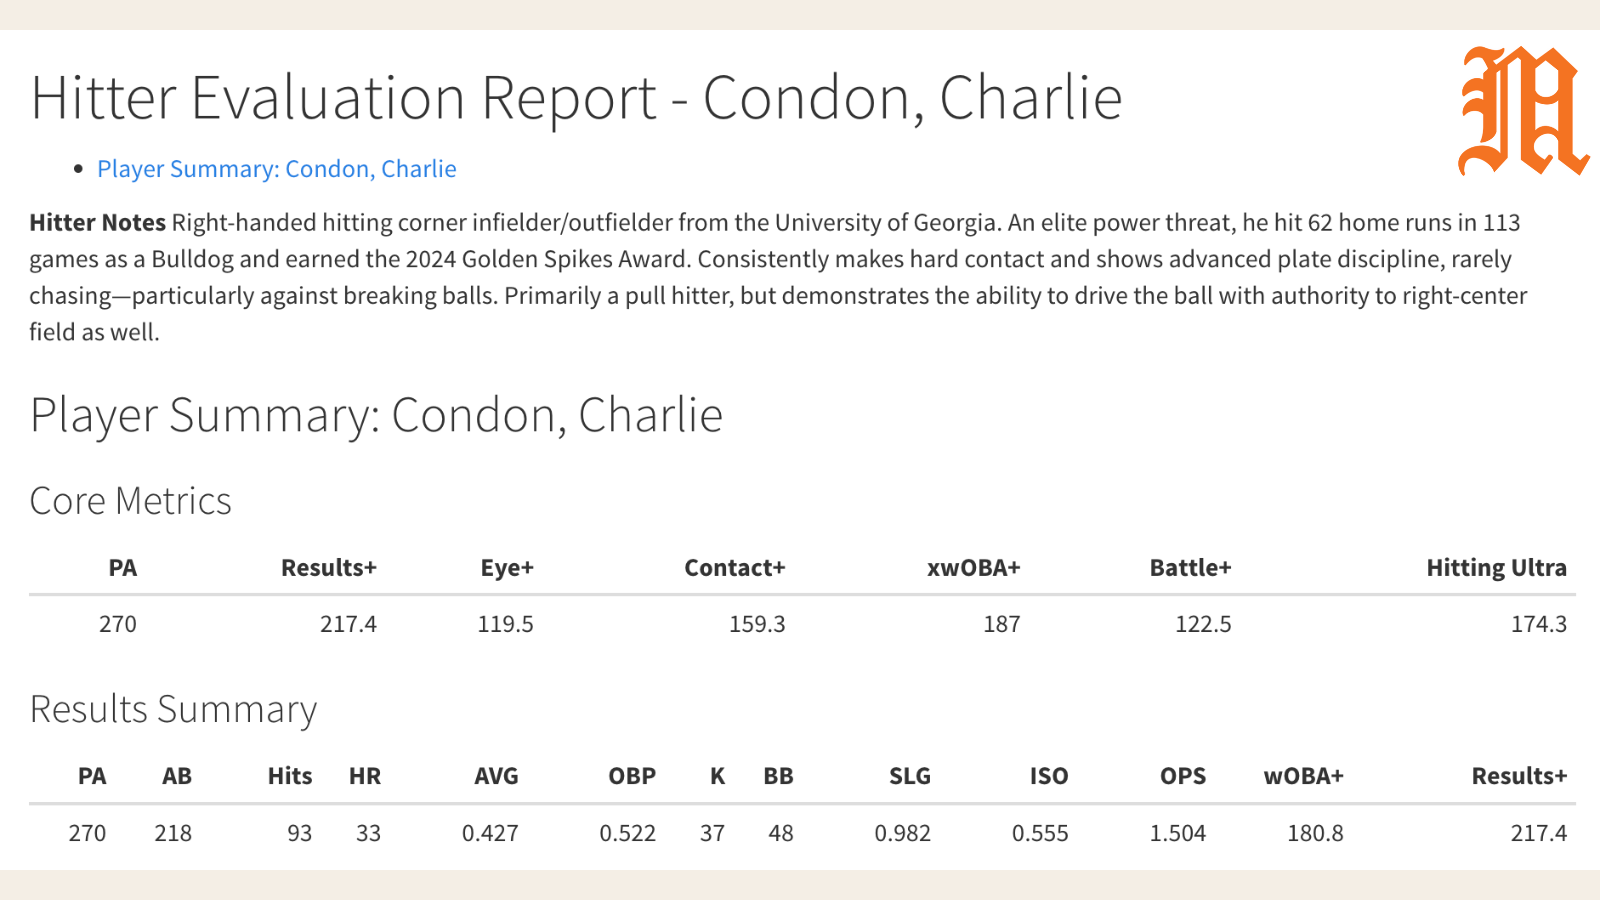 Hitter Evaluation Report - Condon, Charlie
• Player Summary: Condon, Charlie
Hitter Notes Right-handed hitting corner infielder/outfielder from the University of Georgia. An elite power threat, he hit 62 home runs in 113
games as a Bulldog and earned the 2024 Golden Spikes Award. Consistently makes hard contact and shows advanced plate discipline, rarely
chasing—particularly against breaking balls. Primarily a pull hitter, but demonstrates the ability to drive the ball with authority to right-center
field as well.
Player Summary: Condon, Charlie
Core Metrics
PA Results+ Eye+ Contact+ xwOBA+ Battle+ Hitting Ultra
270 217.4 119.5 159.3 187 122.5 174.3
Results Summary
PA AB Hits HR AVG OBP K BB SLG ISO OPS wOBA+ Results+
270 218 93 33 0.427 0.522 37 48 0.982 0.555 1.504 180.8 217.4